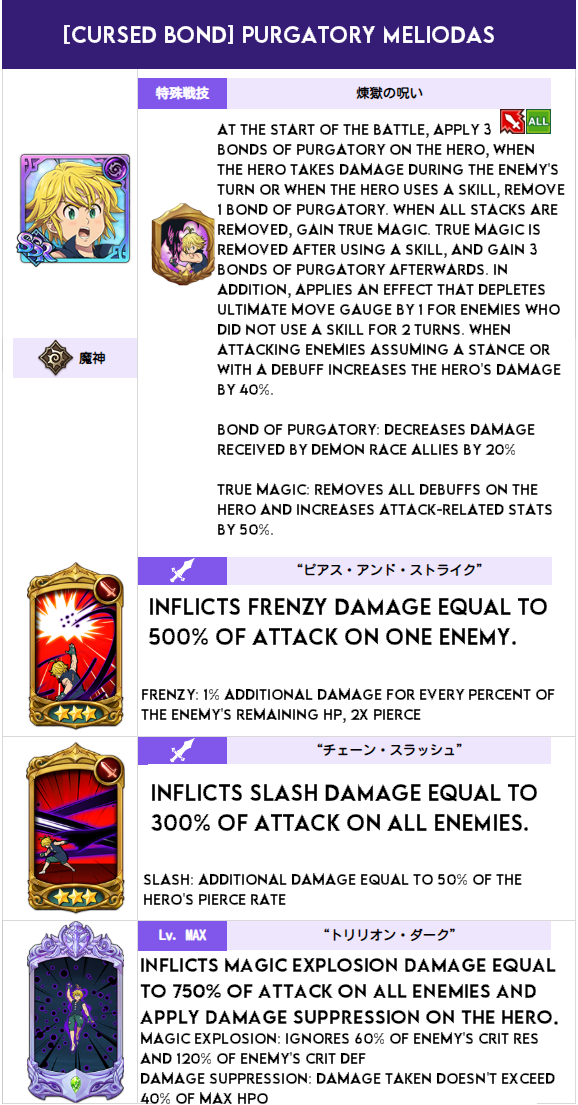 [CURSED BOND] PURGATORY MELIODAS
特殊戦技
煉獄の呪い
ALL
AT THE START OF THE BATTLE, APPLY 3
BONDS OF PURGATORY ON THE HERO, WHEN
THE HERO TAKES DAMAGE DURING THE ENEMY'S
TURN OR WHEN THE HERO USES A SKILL, REMOVE
1 BOND OF PURGATORY. WHEN ALL STACKS ARE
REMOVED, GAIN TRUE MAGIC. TRUE MAGIC IS
REMOVED AFTER USING A SKILL, AND GAIN 3
BONDS OF PURGATORY AFTERWARDS. IN
ADDITION, APPLIES AN EFFECT THAT DEPLETES
ULTIMATE MOVE GAUGE BY 1 FOR ENEMIES WHO
DID NOT USE A SKILL FOR 2 TURNS. WHEN
ATTACKING ENEMIES ASSUMING A STANCE OR
WITH A DEBUFF INCREASES THE HERO'S DAMAGE
BY 40%.
SSR
魔神
BOND OF PURGATORY: DECREASES DAMAGE
RECEIVED BY DEMON RACE ALLIES BY 20%
TRUE MAGIC: REMOVES ALL DEBUFFS ON THE
HERO AND INCREASES ATTACK-RELATED STATS
BY 50%.
“ピアス・アンド・ストライク”
INFLICTS FRENZY DAMAGE EQUAL TO
500% OF ATTACK ON ONE ENEMY.
FRENZY: 1% ADDITIONAL DAMAGE FOR EVERY PERCENT OF
THE ENEMY'S REMAINING HP, 2X PIERCE
“チェーン・スラッシュ”
INFLICTS SLASH DAMAGE EQUAL TO
300% OF ATTACK ON ALL ENEMIES.
SLASH: ADDITIONAL DAMAGE EQUAL TO 50% OF THE
HERO'S PIERCE RATE
Lv. MAX
“トリリオン・ダーク”
INFLICTS MAGIC EXPLOSION DAMAGE EQUAL
TO 750% OF ATTACK ON ALL ENEMIES AND
APPLY DAMAGE SUPPRESSION ON THE HERO.
MAGIC EXPLOSION: IGNORES 60% OF ENEMY'S CRIT RES
AND 120% OF ENEMY'S CRIT DEF
DAMAGE SUPPRESSION: DAMAGE TAKEN DOESN'T EXCEED
40% OF MAX HP0